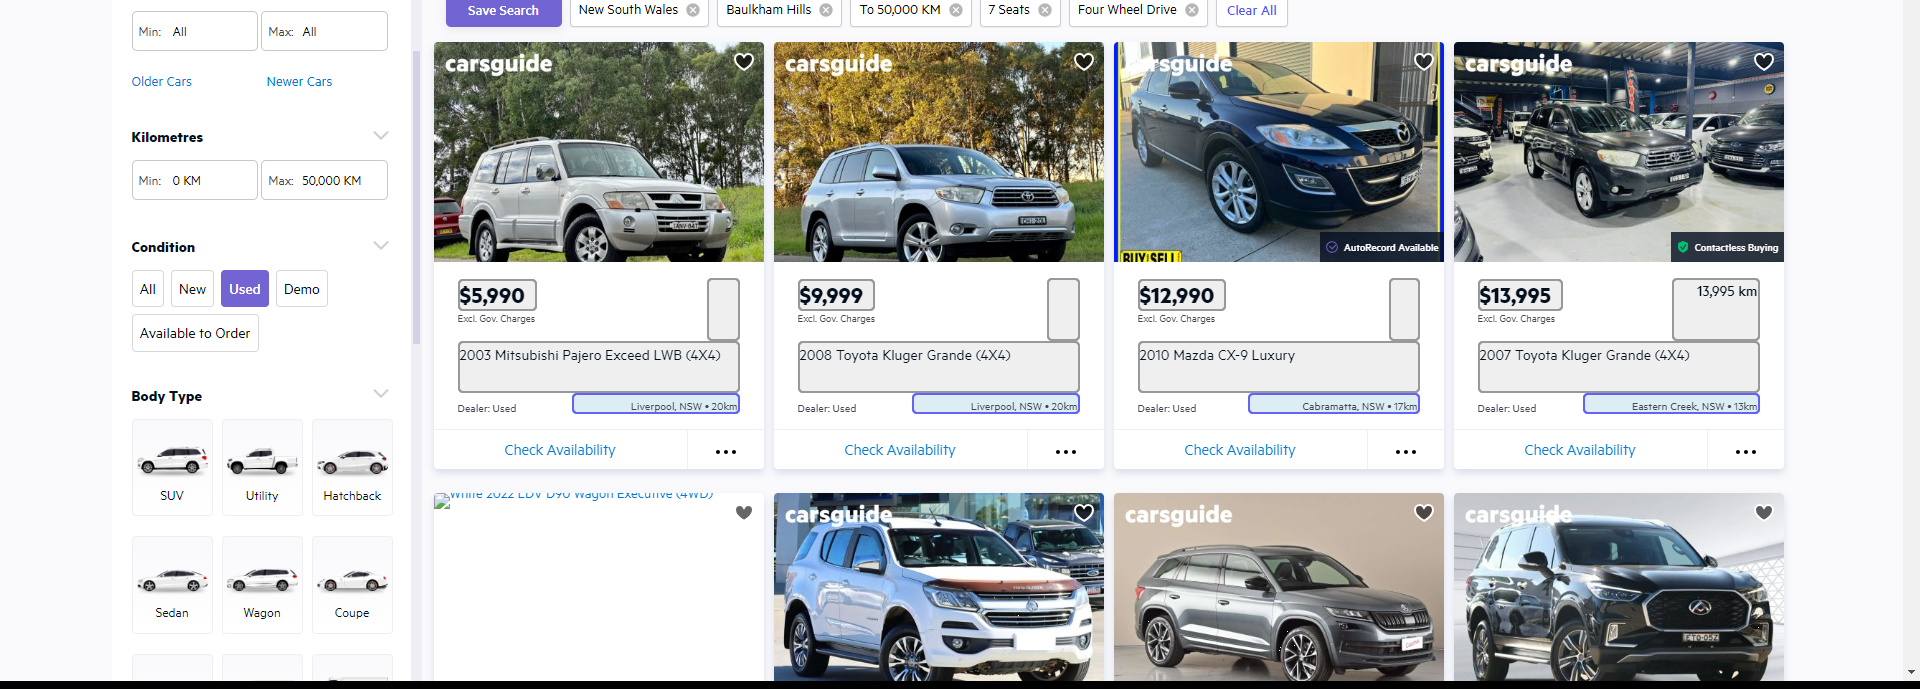 Min: All
Max: All
Older Cars
Newer Cars
Kilometres
Min: 0 KM
Max: 50,000 KM
Condition
All
New
Used
Demo
Available to Order
Body Type
SUV
Utility
Hatchback
Sedan
Wagon
Coupe
Save Search
New South Wales
Baulkham Hills
To 50,000 KM
7 Seats
Four Wheel Drive
Clear All
carsguide
$5,990
Excl. Gov. Charges
2003 Mitsubishi Pajero Exceed LWB (4X4)
Dealer: Used
Liverpool, NSW • 20km
Check Availability
carsguide
$9,999
Excl. Gov. Charges
2008 Toyota Kluger Grande (4X4)
Dealer: Used
Liverpool, NSW • 20km
Check Availability
carsguide
BUY SELL
AutoRecord Available
$12,990
Excl. Gov. Charges
2010 Mazda CX-9 Luxury
Dealer: Used
Cabramatta, NSW • 17km
Check Availability
carsguide
Contactless Buying
$13,995
13,995 km
Excl. Gov. Charges
2007 Toyota Kluger Grande (4X4)
Dealer: Used
Eastern Creek, NSW • 13km
Check Availability
White 2022 LDV D90 Wagon Executive (4WD)
carsguide
carsguide
carsguide